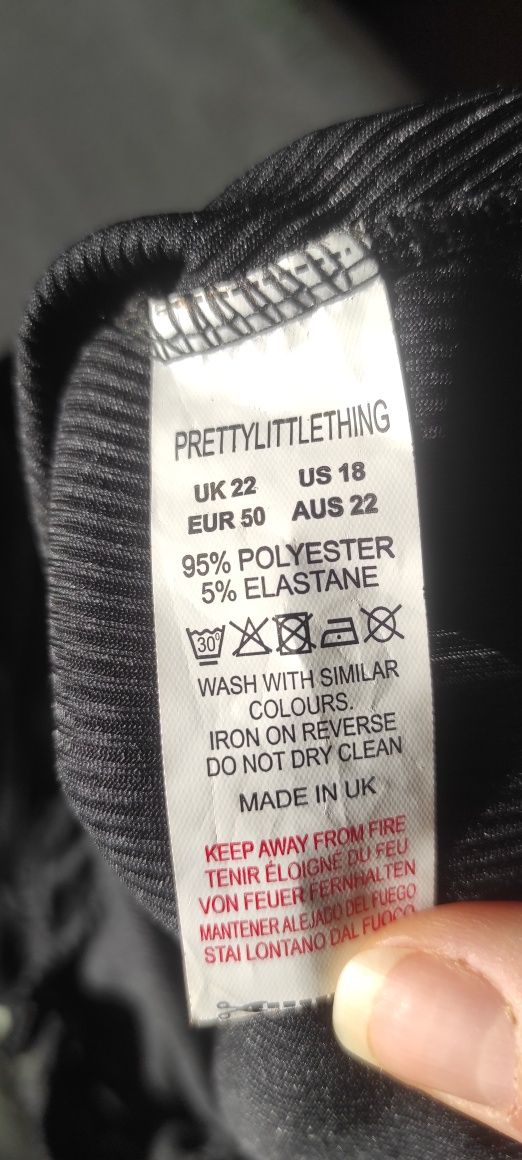 PRETTYLITTLETHING
UK 22 US 18
EUR 50 AUS 22
95% POLYESTER
5% ELASTANE
30°
WASH WITH SIMILAR
COLOURS.
IRON ON REVERSE
DO NOT DRY CLEAN
MADE IN UK
KEEP AWAY FROM FIRE
TENIR ÉLOIGNÉ DU FEU
VON FEUER FERNHALTEN
MANTENER ALEJADO DEL FUEGO
STAI LONTANO DAL FUOCO